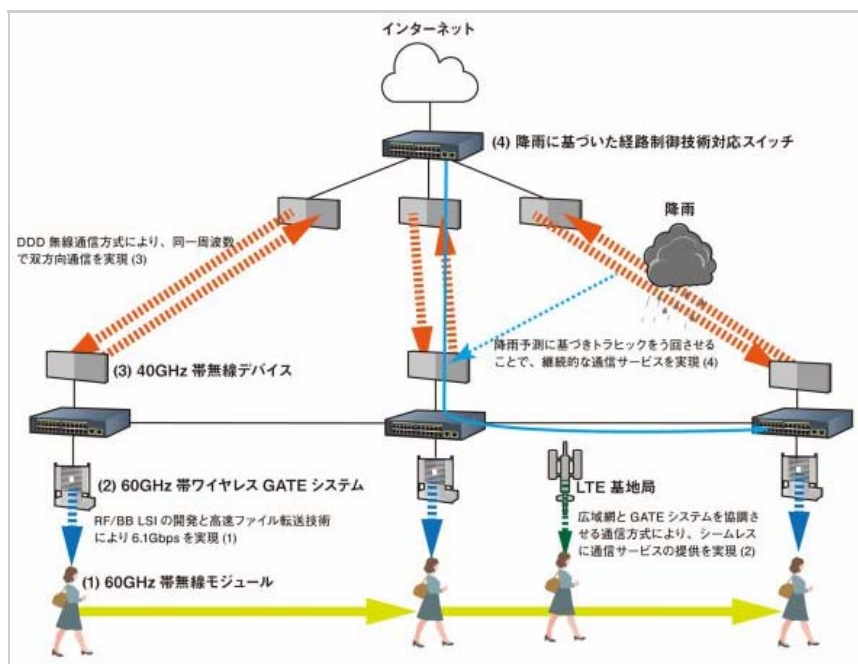 インターネット
(4) 降雨に基づいた経路制御技術対応スイッチ
降雨
DDD 無線通信方式により、同一周波数
で双方向通信を実現 (3)
降雨予測に基づきトラヒックをう回させる
ことで、継続的な通信サービスを実現 (4)
(3) 40GHz 帯無線デバイス
(2) 60GHz 帯ワイヤレス GATE システム
RF/BB LSI の開発と高速ファイル転送技術
により 6.1Gbps を実現 (1)
LTE 基地局
広域網と GATE システムを協調さ
せる通信方式により、シームレス
に通信サービスの提供を実現 (2)
(1) 60GHz 帯無線モジュール